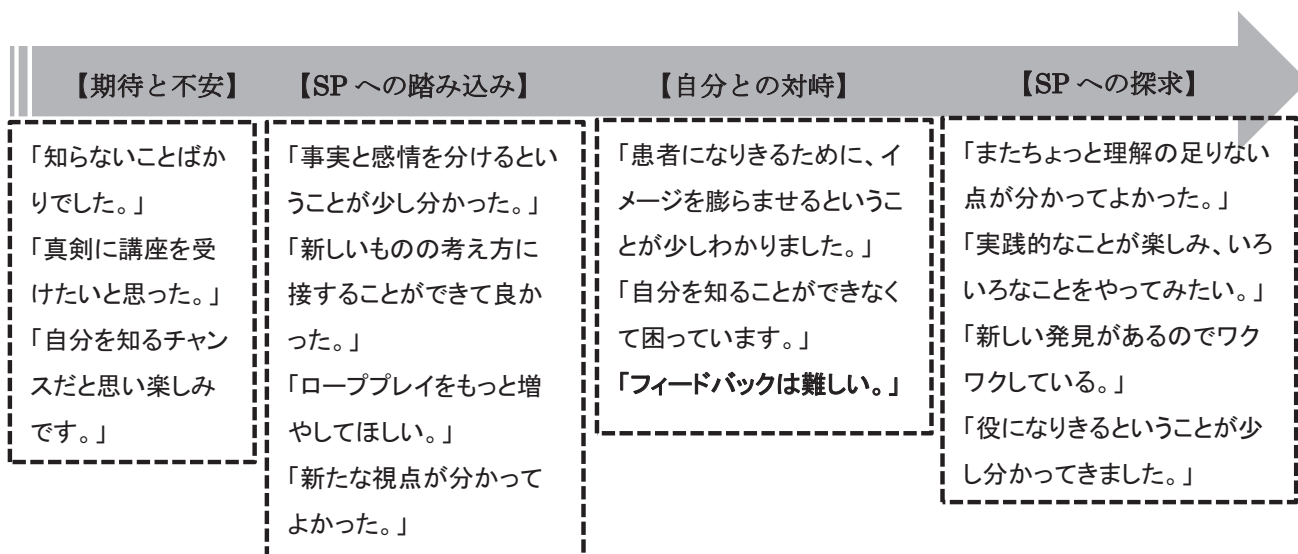 【期待と不安】
【SP への踏み込み】
【自分との対峙】
【SP への探求】
「知らないことばか
りでした。」
「真剣に講座を受
けたいと思った。」
「自分を知るチャン
スだと思い楽しみ
です。」
「事実と感情を分けるとい
うことが少し分かった。」
「新しいものの考え方に
接することができて良か
った。」
「ローププレイをもっと増
やしてほしい。」
「新たな視点が分かって
よかった。」
「患者になりきるために、イ
メージを膨らませるというこ
とが少しわかりました。」
「自分を知ることができなく
て困っています。」
「フィードバックは難しい。」
「またちょっと理解の足りない
点が分かってよかった。」
「実践的なことが楽しみ、いろ
いろなことをやってみたい。」
「新しい発見があるのでワク
ワクしている。」
「役になりきるということが少
し分かってきました。」